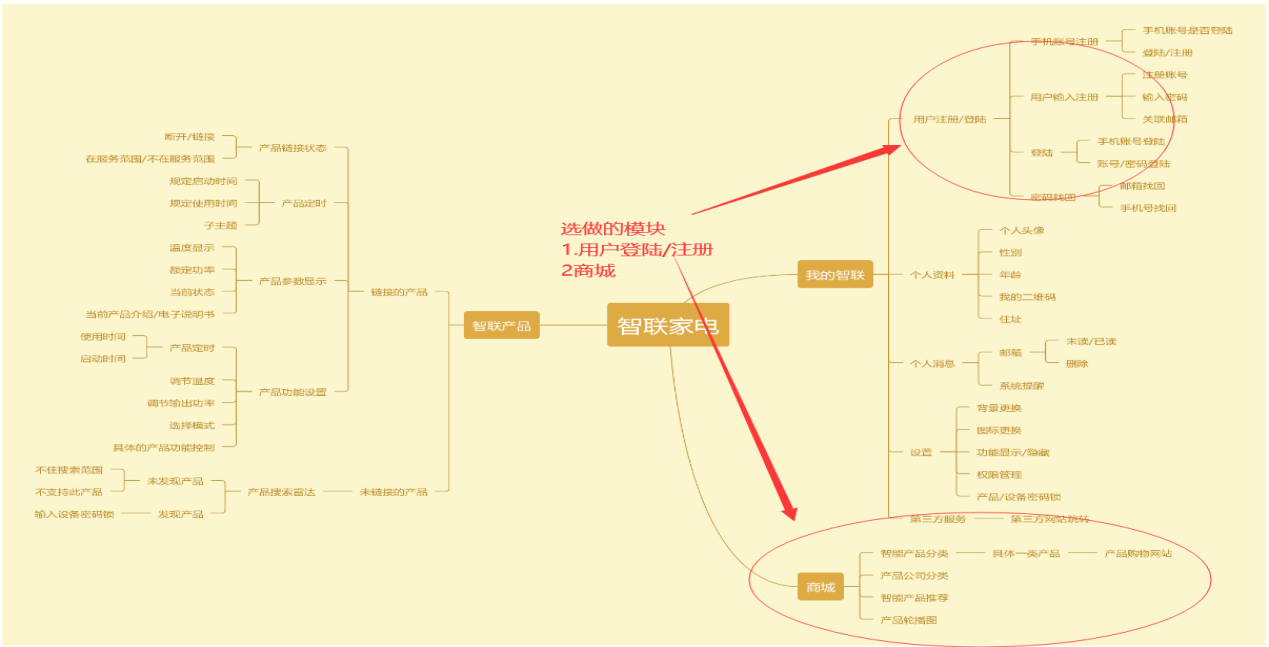 智联家电
选做的模块
1.用户登陆/注册
2商城
智联产品
链接的产品
产品链接状态
断开/链接
在服务范围/不在服务范围
产品定时
规定启动时间
规定使用时间
子主题
产品参数显示
温度显示
额定功率
当前状态
当前产品介绍/电子说明书
产品功能设置
产品定时
使用时间
启动时间
调节温度
调节输出功率
选择模式
具体的产品功能控制
未链接的产品
产品搜索雷达
未发现产品
不在搜索范围
不支持此产品
发现产品
输入设备密码锁
我的智联
用户注册/登陆
手机账号注册
手机账号是否登陆
登陆/注册
用户输入注册
注册账号
输入密码
关联邮箱
登陆
手机账号登陆
账号/密码登陆
密码找回
邮箱找回
手机号找回
个人资料
个人头像
性别
年龄
我的二维码
住址
个人消息
邮箱
未读/已读
删除
系统提醒
设置
背景更换
图标更换
功能显示/隐藏
权限管理
产品/设备密码锁
第三方服务
第三方网站跳转
商城
智能产品分类
具体一类产品
产品购物网站
产品公司分类
智能产品推荐
产品轮播图